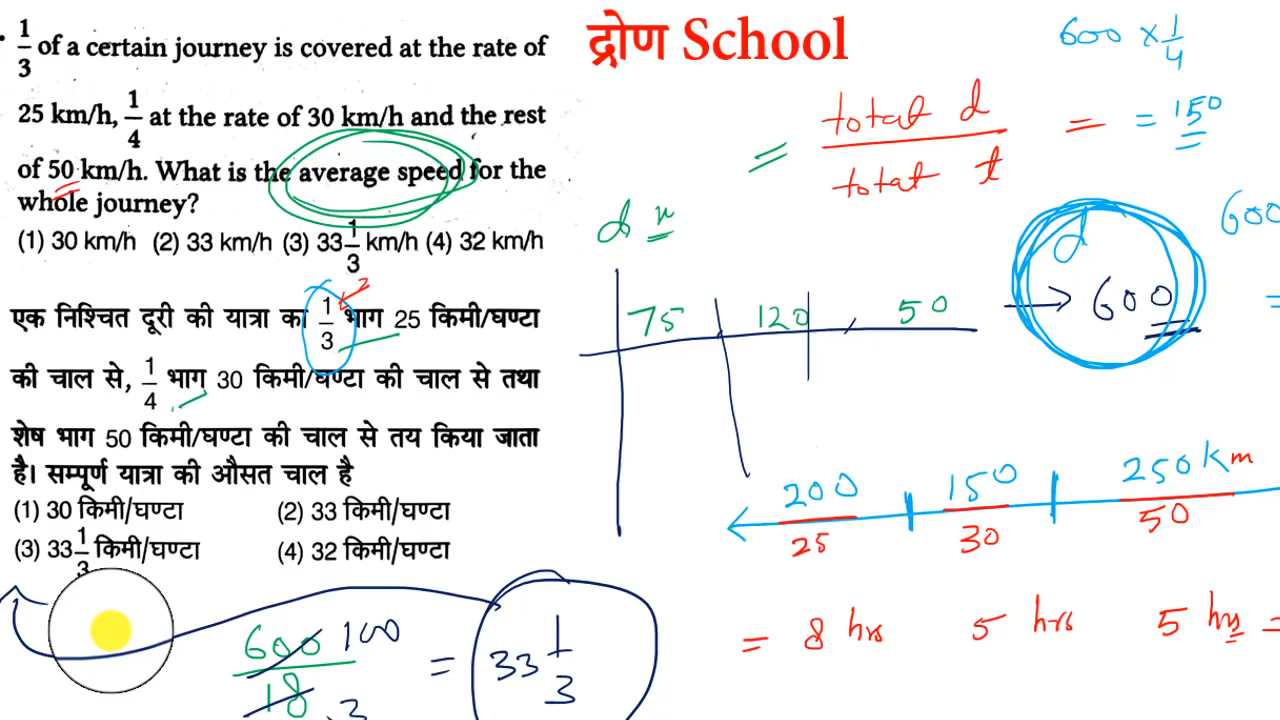 1/3 of a certain journey is covered at the rate of
25 km/h, 1/4 at the rate of 30 km/h and the rest
of 50 km/h. What is the average speed for the
whole journey?
(1) 30 km/h (2) 33 km/h (3) 33 1/3 km/h (4) 32 km/h
एक निश्चित दूरी की यात्रा का 1/3 भाग 25 किमी/घण्टा
की चाल से, 1/4 भाग 30 किमी/घण्टा की चाल से तथा
शेष भाग 50 किमी/घण्टा की चाल से तय किया जाता
है। सम्पूर्ण यात्रा की औसत चाल है
(1) 30 किमी/घण्टा (2) 33 किमी/घण्टा
(3) 33 1/3 किमी/घण्टा (4) 32 किमी/घण्टा
600 100
18 3
= 33 1/3
द्रोण School
600 × 1/4
= 150
= total d / total t =
75 120 50
d
→ 600
600
=
200 150 250 km
25 30 50
= 8 hrs 5 hrs 5 hrs =